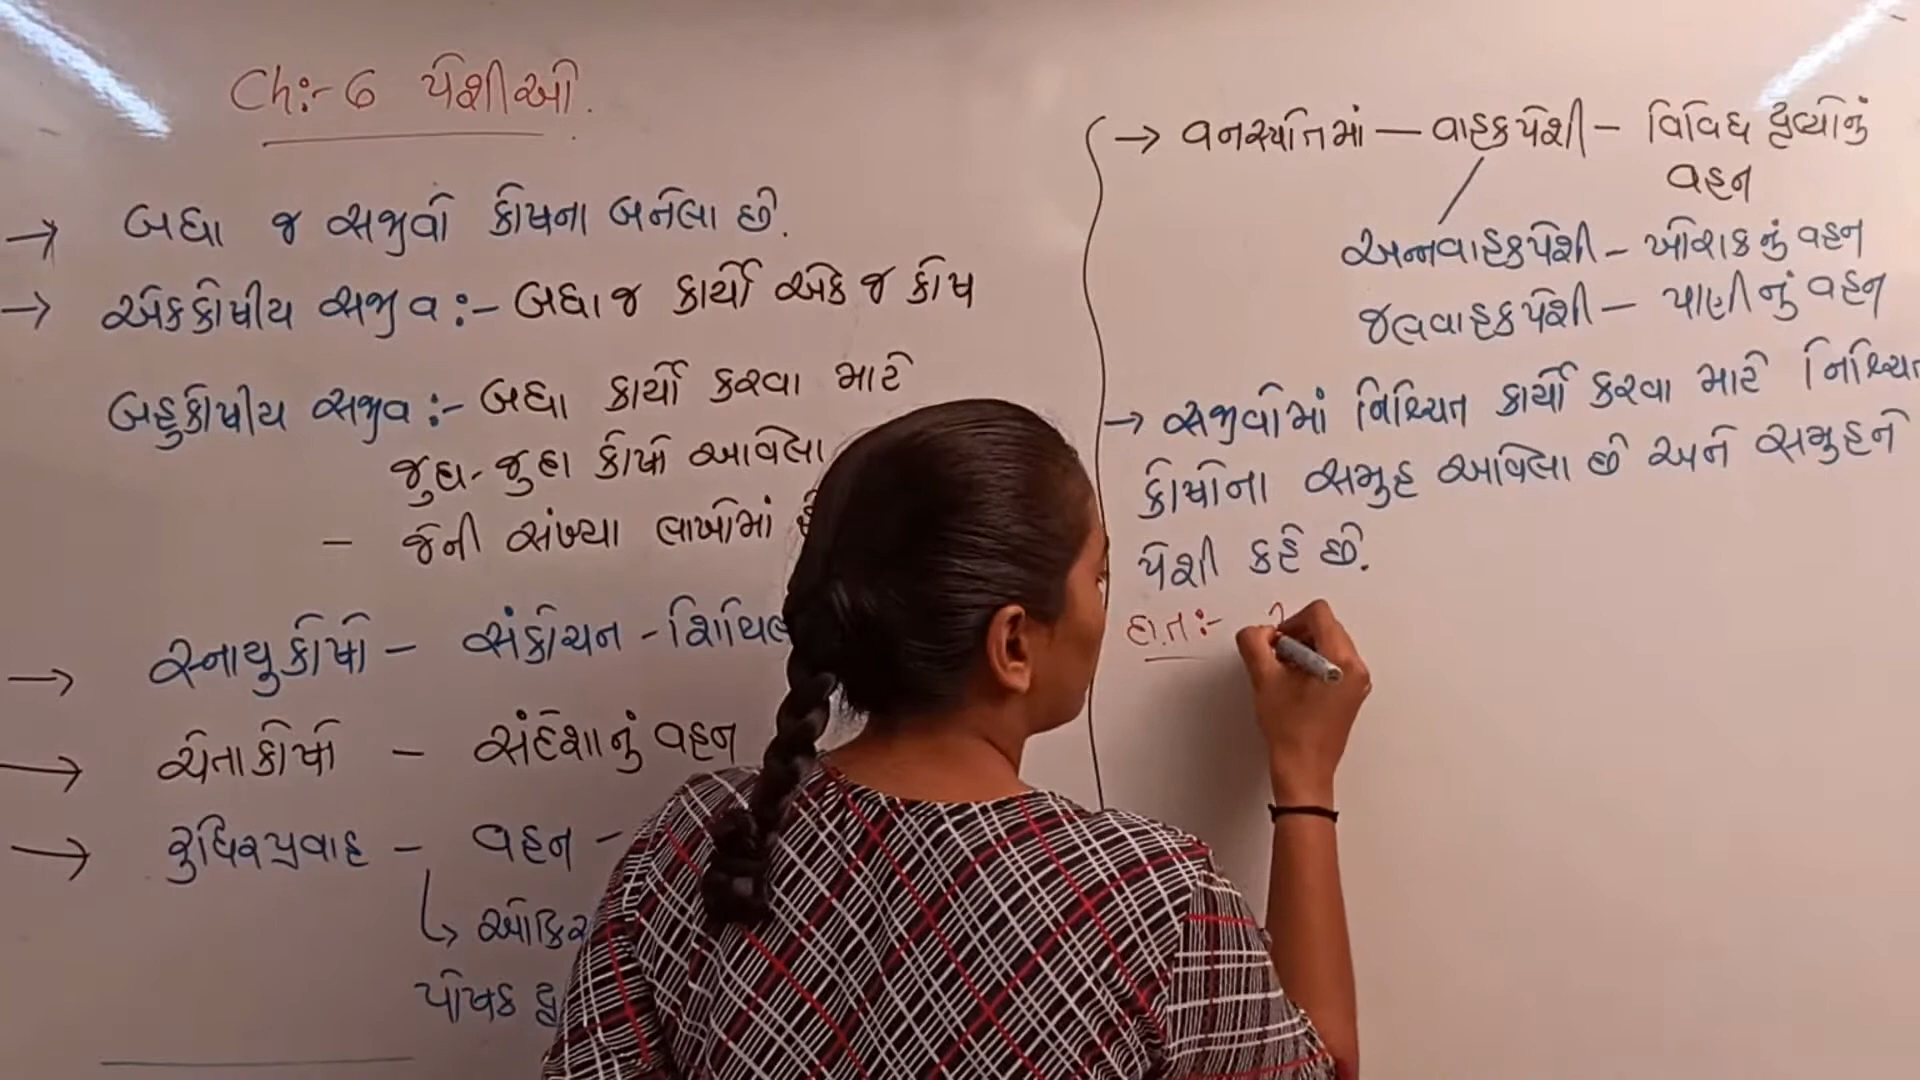 Ch:- 6 પેશીઓ.
→ બધા જ સજીવો કોષના બનેલા છે.
→ એકકોષીય સજીવ :- બધા જ કાર્યો એક જ કોષ
બહુકોષીય સજીવ :- બધા કાર્યો કરવા માટે
જુદા-જુદા કોષો આવેલા
- જેની સંખ્યા લાખોમાં
→ સ્નાયુકોષો - સંકોચન - શિથિલ
→ ચેતાકોષો - સંદેશાનું વહન
→ રુધિરપ્રવાહ - વહન -
↳ ઓક્સિ
પોષક દ્ર
→ વનસ્પતિમાં — વાહકપેશી - વિવિધ દ્રવ્યોનું
વહન
અન્નવાહકપેશી - ખોરાકનું વહન
જલવાહકપેશી - પાણીનું વહન
→ સજીવોમાં નિશ્ચિત કાર્યો કરવા માટે નિશ્ચિત
કોષોના સમુહ આવેલા છે અને સમુહને
પેશી કહે છે.
હા.ત :-